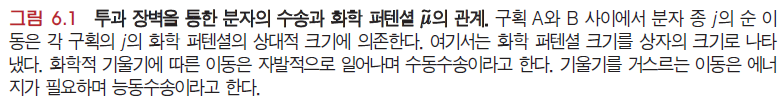 그림 6.1 투과 장벽을 통한 분자의 수송과 화학 퍼텐셜 μ̃의 관계. 구획 A와 B 사이에서 분자 종 j의 순 이
동은 각 구획의 j의 화학 퍼텐셜의 상대적 크기에 의존한다. 여기서는 화학 퍼텐셜 크기를 상자의 크기로 나타
냈다. 화학적 기울기에 따른 이동은 자발적으로 일어나며 수동수송이라고 한다. 기울기를 거스르는 이동은 에너
지가 필요하며 능동수송이라고 한다.